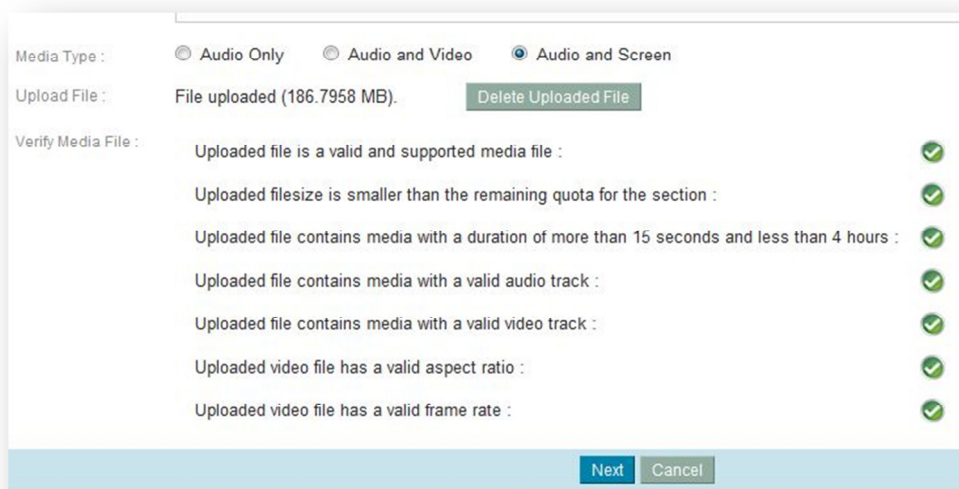 Media Type :
Audio Only Audio and Video Audio and Screen
Upload File :
File uploaded (186.7958 MB). Delete Uploaded File
Verify Media File :
Uploaded file is a valid and supported media file :
Uploaded filesize is smaller than the remaining quota for the section :
Uploaded file contains media with a duration of more than 15 seconds and less than 4 hours :
Uploaded file contains media with a valid audio track :
Uploaded file contains media with a valid video track :
Uploaded video file has a valid aspect ratio :
Uploaded video file has a valid frame rate :
Next Cancel